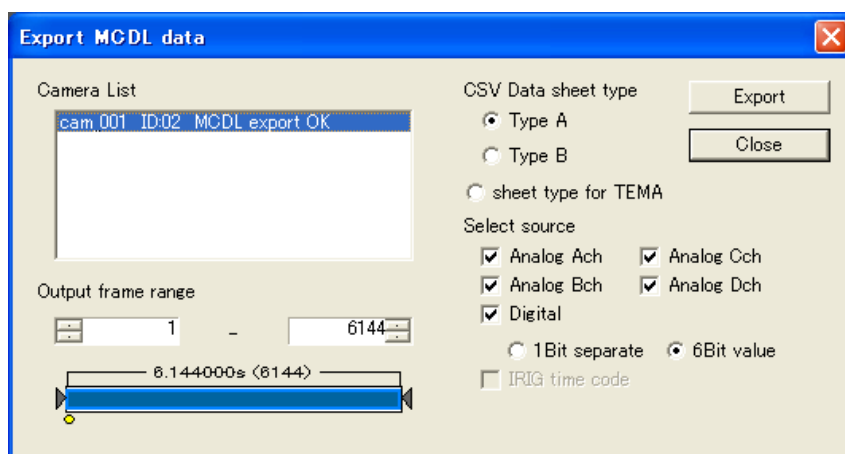 Export MCDL data
Camera List
cam_001 ID:02 MCDL export OK
Output frame range
1 - 6144
6.144000s (6144)
CSV Data sheet type
Type A
Type B
sheet type for TEMA
Export
Close
Select source
Analog Ach
Analog Cch
Analog Bch
Analog Dch
Digital
1Bit separate
6Bit value
IRIG time code